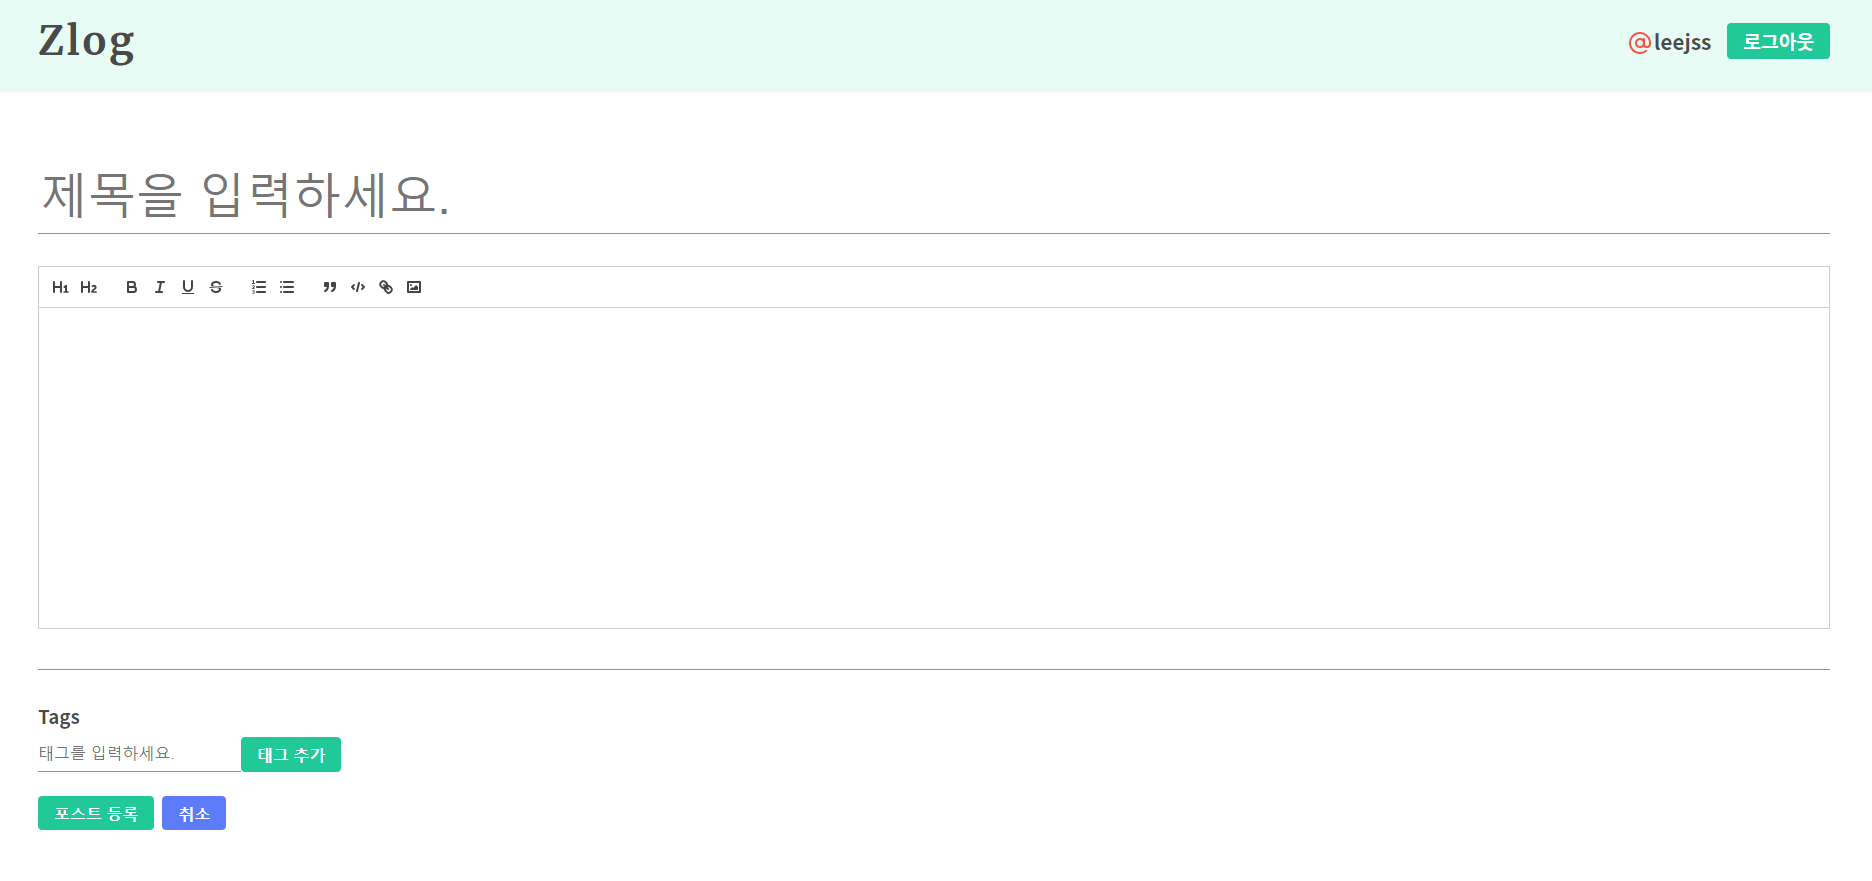 Zlog
@leejss 로그아웃
제목을 입력하세요.
H1 H2 B I U S
Tags
태그를 입력하세요. 태그 추가
포스트 등록 취소